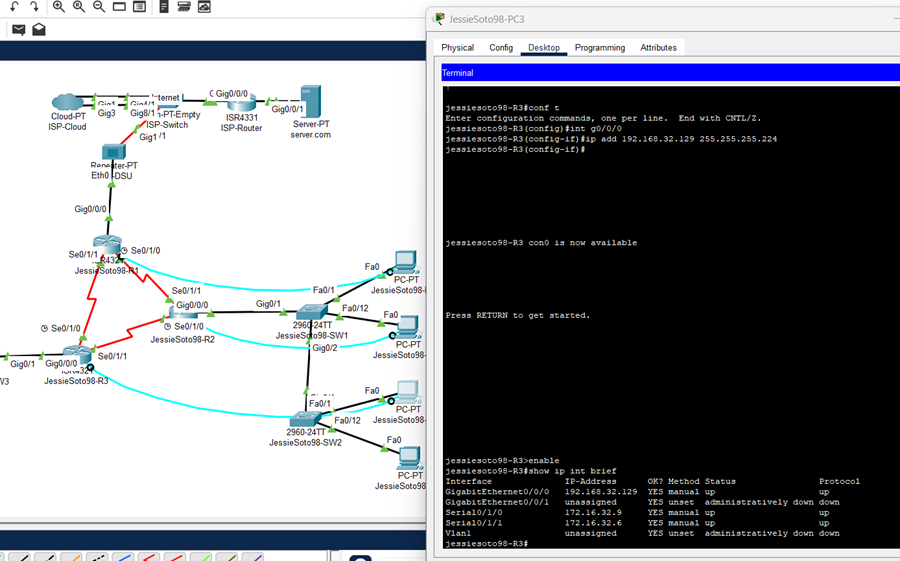 Internet
Gig0/0/0
Gig1
Gig4/1
Gig3
Gig8/1
PT-Empty
Cloud-PT
ISP-Cloud
ISP-Switch
ISR4331
ISP-Router
Gig0/0/1
Server-PT
server.com
Gig1
/1
Repeater-PT
Eth0
-DSU
Gig0/0/0
Se0/1/1
Se0/1/0
JessieSoto98-R1
Fa0
PC-PT
JessieSoto98-
Se0/1/1
Gig0/0/0
Gig0/1
Fa0/1
Fa0/12
Fa0
Se0/1/0
2960-24TT
JessieSoto98-SW1
JessieSoto98-R2
Gig0/2
PC-PT
JessieSoto98-
Se0/1/0
Se0/1/1
Gig0/1
Gig0/0/0
JessieSoto98-R3
Fa0
Fa0/1
PC-PT
JessieSoto98-
Fa0/12
2960-24TT
JessieSoto98-SW2
Fa0
PC-PT
JessieSoto98-
JessieSoto98-PC3
Physical Config Desktop Programming Attributes
Terminal
!
jessiesoto98-R3#conf t
Enter configuration commands, one per line. End with CNTL/Z.
jessiesoto98-R3(config)#int g0/0/0
jessiesoto98-R3(config-if)#ip add 192.168.32.129 255.255.255.224
jessiesoto98-R3(config-if)#
jessiesoto98-R3 con0 is now available
Press RETURN to get started.
jessiesoto98-R3>enable
jessiesoto98-R3#show ip int brief
Interface IP-Address OK? Method Status Protocol
GigabitEthernet0/0/0 192.168.32.129 YES manual up up
GigabitEthernet0/0/1 unassigned YES unset administratively down down
Serial0/1/0 172.16.32.9 YES manual up up
Serial0/1/1 172.16.32.6 YES manual up up
Vlan1 unassigned YES unset administratively down down
jessiesoto98-R3#